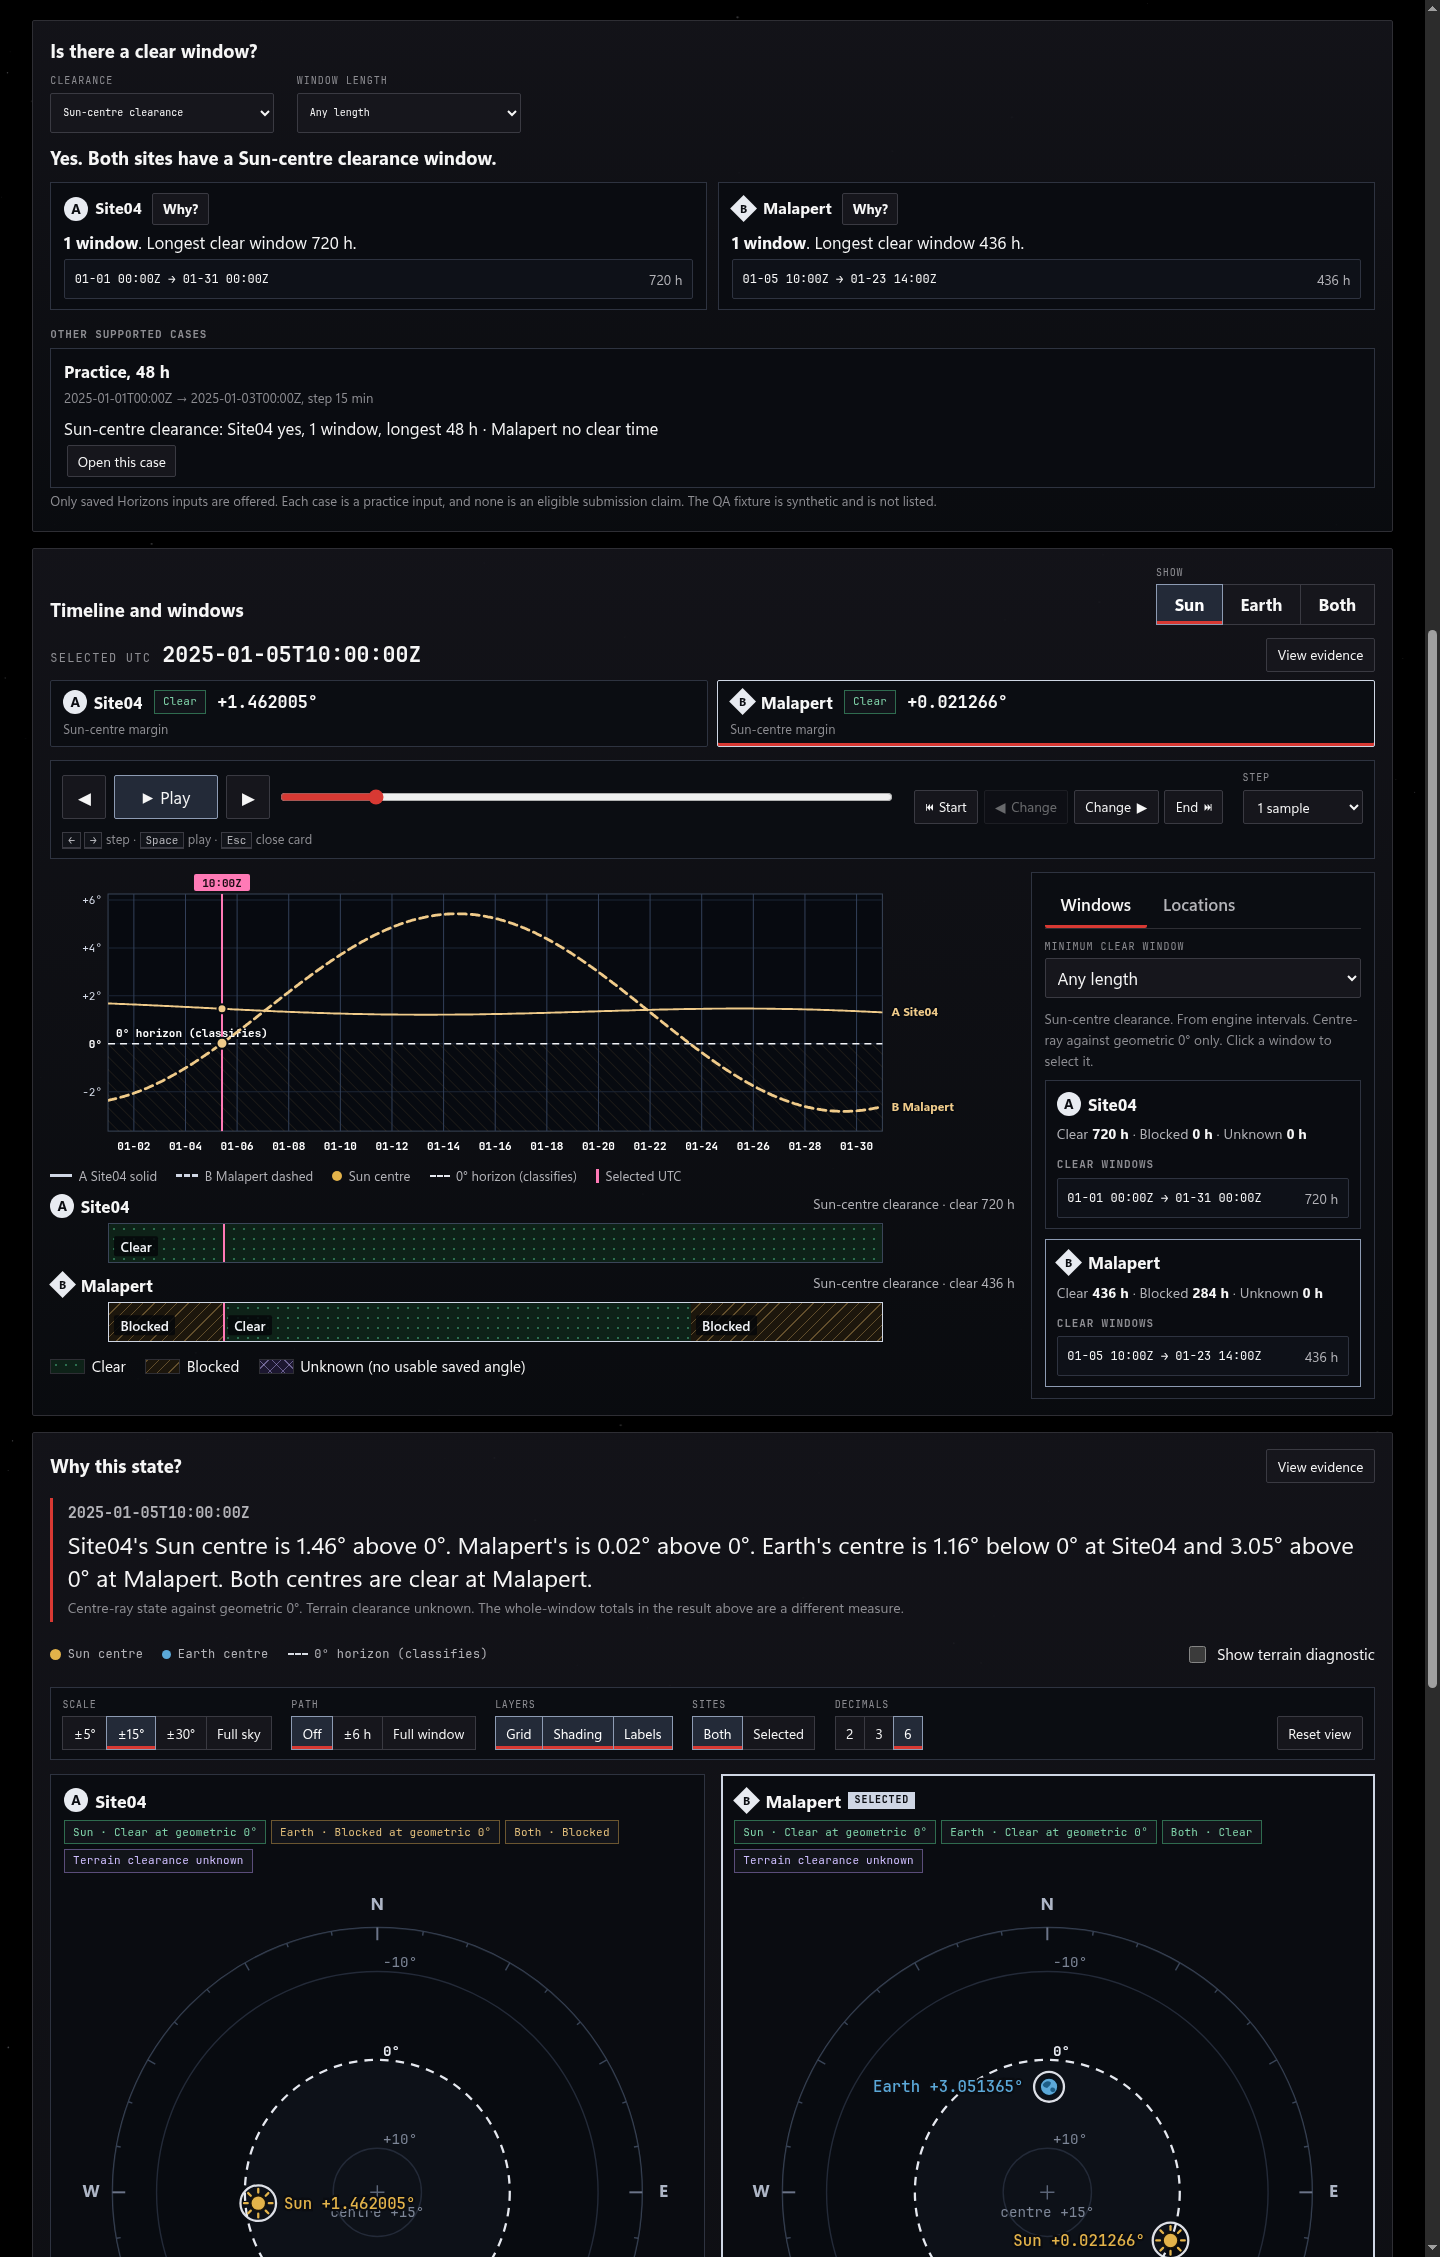 Is there a clear window?
CLEARANCE WINDOW LENGTH
Sun-centre clearance Any length
Yes. Both sites have a Sun-centre clearance window.
A Site04 Why?
1 window. Longest clear window 720 h.
01-01 00:00Z → 01-31 00:00Z 720 h
B Malapert Why?
1 window. Longest clear window 436 h.
01-05 10:00Z → 01-23 14:00Z 436 h
OTHER SUPPORTED CASES
Practice, 48 h
2025-01-01T00:00Z → 2025-01-03T00:00Z, step 15 min
Sun-centre clearance: Site04 yes, 1 window, longest 48 h · Malapert no clear time
Open this case
Only saved Horizons inputs are offered. Each case is a practice input, and none is an eligible submission claim. The QA fixture is synthetic and is not listed.
SHOW
Timeline and windows Sun Earth Both
SELECTED UTC 2025-01-05T10:00:00Z View evidence
A Site04 Clear +1.462005°
Sun-centre margin
B Malapert Clear +0.021266°
Sun-centre margin
◀ ▶ Play ▶ ⏮ Start ◀ Change Change ▶ End ⏭
STEP
1 sample
← → step · Space play · Esc close card
10:00Z
+6°
+4°
+2°
0° horizon (classifies)
0°
-2°
A Site04
B Malapert
01-02 01-04 01-06 01-08 01-10 01-12 01-14 01-16 01-18 01-20 01-22 01-24 01-26 01-28 01-30
A Site04 solid B Malapert dashed Sun centre 0° horizon (classifies) Selected UTC
A Site04 Sun-centre clearance · clear 720 h
Clear
B Malapert Sun-centre clearance · clear 436 h
Blocked Clear Blocked
Clear Blocked Unknown (no usable saved angle)
Windows Locations
MINIMUM CLEAR WINDOW
Any length
Sun-centre clearance. From engine intervals. Centre-
ray against geometric 0° only. Click a window to
select it.
A Site04
Clear 720 h · Blocked 0 h · Unknown 0 h
CLEAR WINDOWS
01-01 00:00Z → 01-31 00:00Z 720 h
B Malapert
Clear 436 h · Blocked 284 h · Unknown 0 h
CLEAR WINDOWS
01-05 10:00Z → 01-23 14:00Z 436 h
Why this state? View evidence
2025-01-05T10:00:00Z
Site04's Sun centre is 1.46° above 0°. Malapert's is 0.02° above 0°. Earth's centre is 1.16° below 0° at Site04 and 3.05° above
0° at Malapert. Both centres are clear at Malapert.
Centre-ray state against geometric 0°. Terrain clearance unknown. The whole-window totals in the result above are a different measure.
Sun centre Earth centre 0° horizon (classifies) Show terrain diagnostic
SCALE PATH LAYERS SITES DECIMALS
±5° ±15° ±30° Full sky Off ±6 h Full window Grid Shading Labels Both Selected 2 3 6 Reset view
A Site04
Sun · Clear at geometric 0° Earth · Blocked at geometric 0° Both · Blocked
Terrain clearance unknown
N
-10°
0°
+10°
W E
Sun +1.462005°
centre +15°
B Malapert SELECTED
Sun · Clear at geometric 0° Earth · Clear at geometric 0° Both · Clear
Terrain clearance unknown
N
-10°
0°
Earth +3.051365°
+10°
W E
centre +15°
Sun +0.021266°